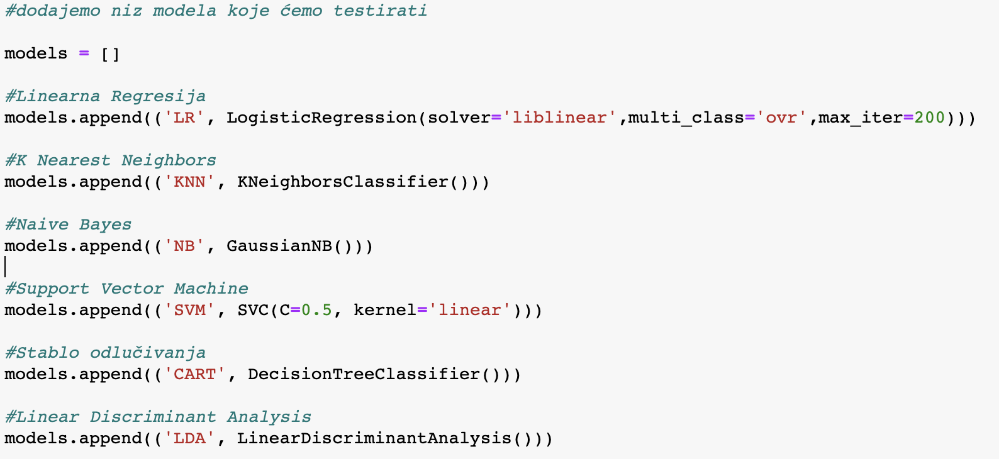 #dodajemo niz modela koje ćemo testirati
models = []
#Linearna Regresija
models.append(('LR', LogisticRegression(solver='liblinear',multi_class='ovr',max_iter=200)))
#K Nearest Neighbors
models.append(('KNN', KNeighborsClassifier()))
#Naive Bayes
models.append(('NB', GaussianNB()))
#Support Vector Machine
models.append(('SVM', SVC(C=0.5, kernel='linear')))
#Stablo odlučivanja
models.append(('CART', DecisionTreeClassifier()))
#Linear Discriminant Analysis
models.append(('LDA', LinearDiscriminantAnalysis()))